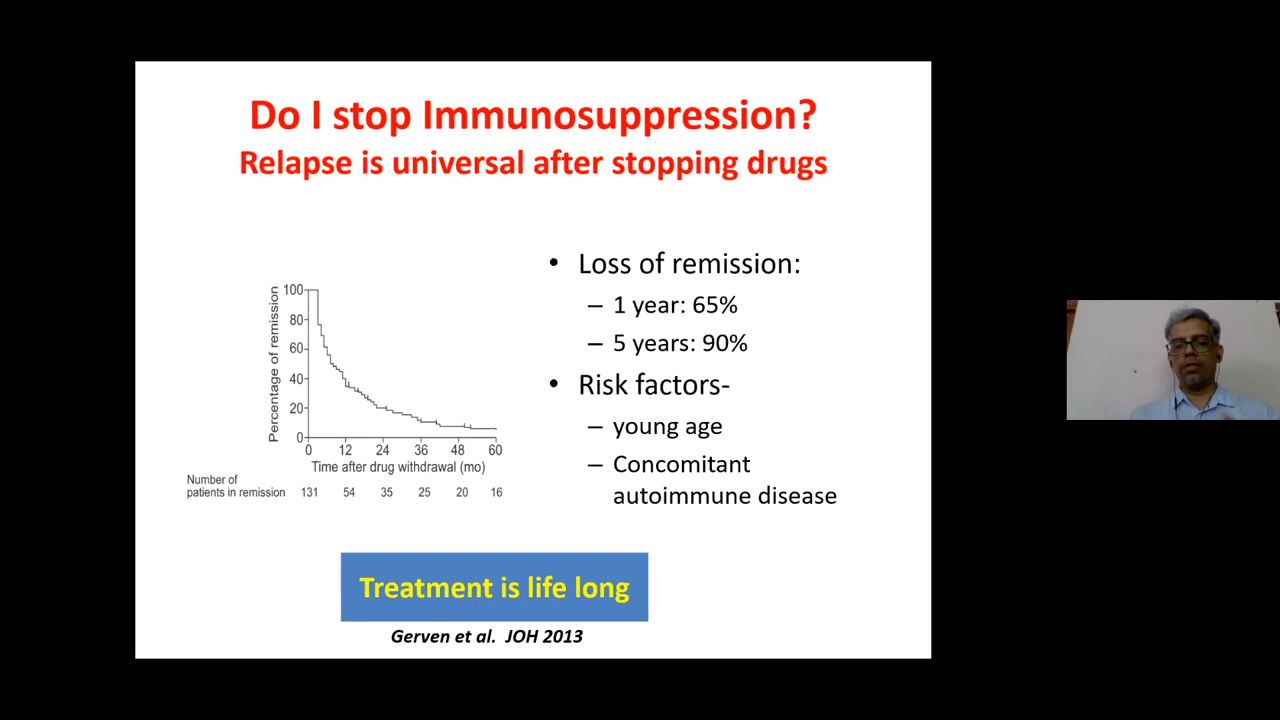 Do I stop Immunosuppression?
Relapse is universal after stopping drugs
Percentage of remission
100
80
60
40
20
0
0 12 24 36 48 60
Time after drug withdrawal (mo)
Number of
patients in remission 131 54 35 25 20 16
• Loss of remission:
– 1 year: 65%
– 5 years: 90%
• Risk factors-
– young age
– Concomitant
autoimmune disease
Treatment is life long
Gerven et al. JOH 2013